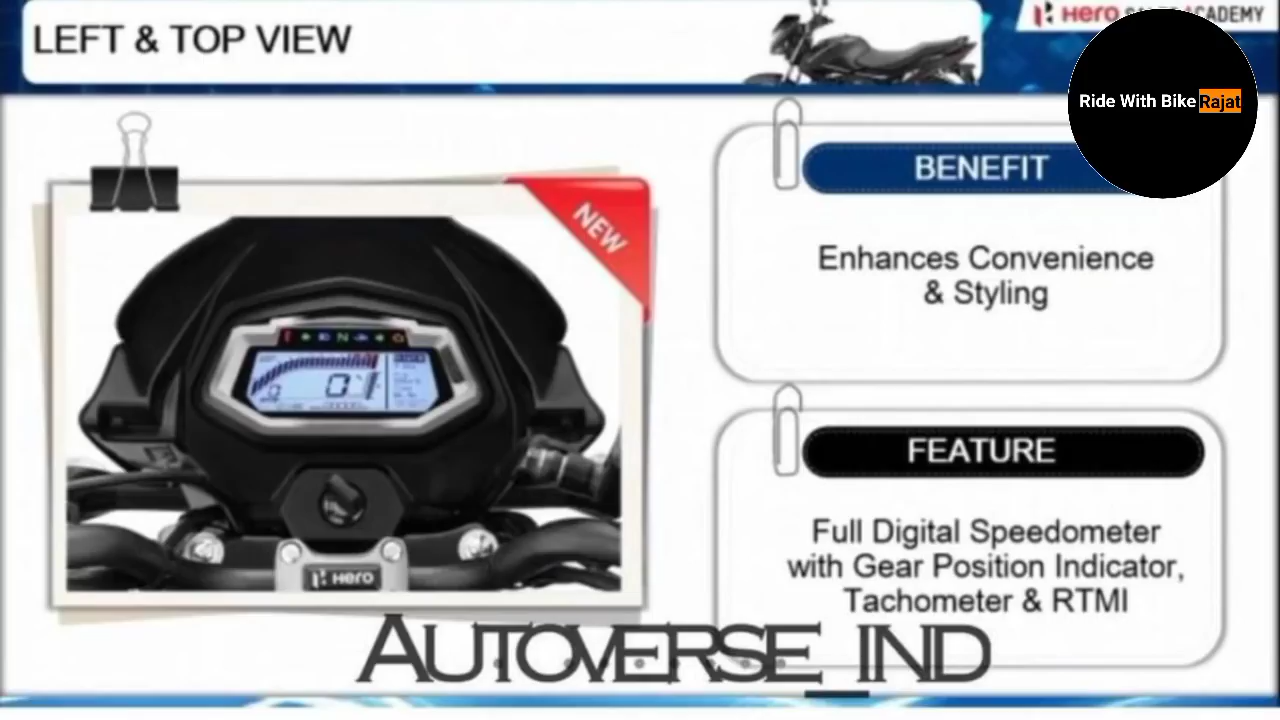 LEFT & TOP VIEW
Hero
ACADEMY
Ride With Bike Rajat
BENEFIT
NEW
Enhances Convenience
& Styling
FEATURE
Full Digital Speedometer
with Gear Position Indicator,
Tachometer & RTMI
N
Hero
AUTOVERSE_IND